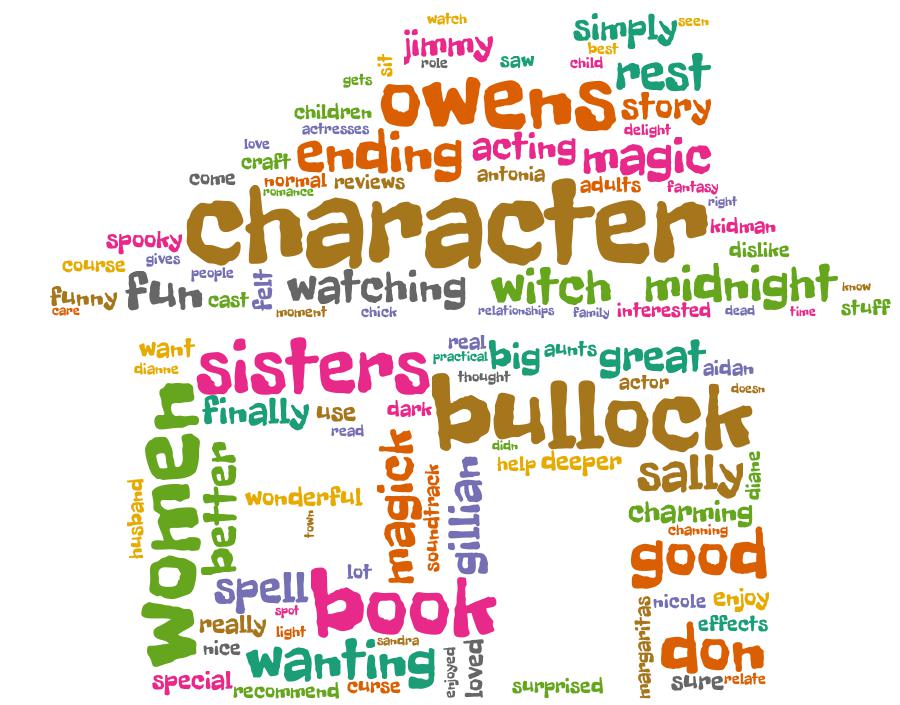 watch
simply seen
jimmy best
sit role saw child rest
gets
owens story
children
actresses delight
love ending acting magic
craft
come normal reviews antonia adults fantasy
romance
character right
kidman
spooky dislike
course gives people
funny fun cast felt watching witch midnight know
care moment chick relationships family interested dead time stuff
want sisters real big aunts great aidan
dianne practical
thought actor doesn
women finally use dark bullock
read
didn
better magick soundtrack gillian help deeper sally diane
husband wonderful charming
town channing
good
spell lot book
spot margaritas nicole enjoy
really light effects
nice sandra don
wanting enjoyed loved
special recommend curse surprised sure relate